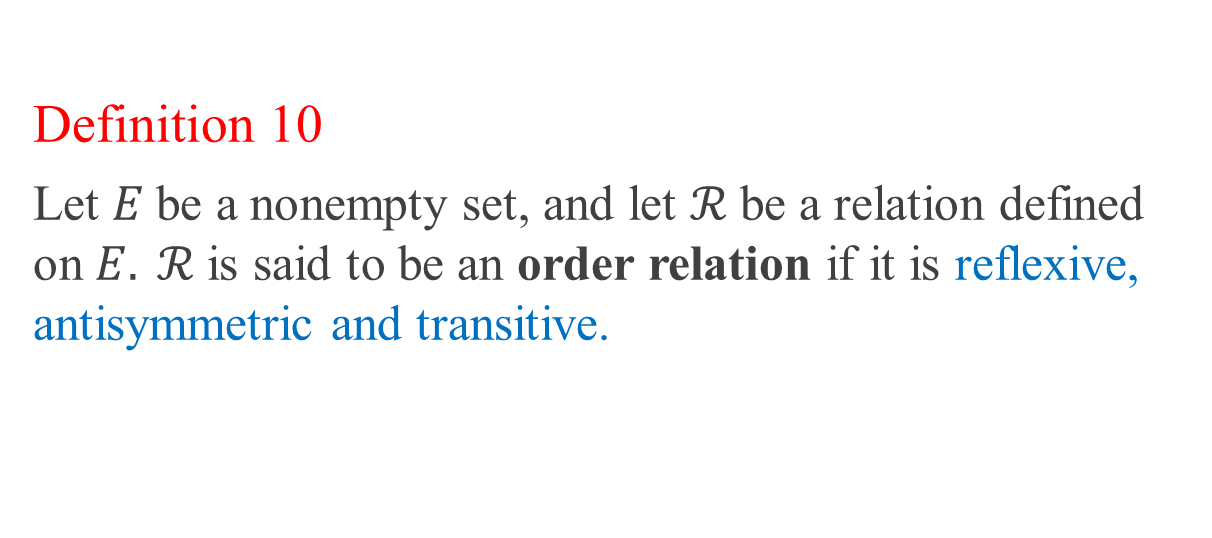 Definition 10
Let E be a nonempty set, and let ℛ be a relation defined
on E. ℛ is said to be an order relation if it is reflexive,
antisymmetric and transitive.